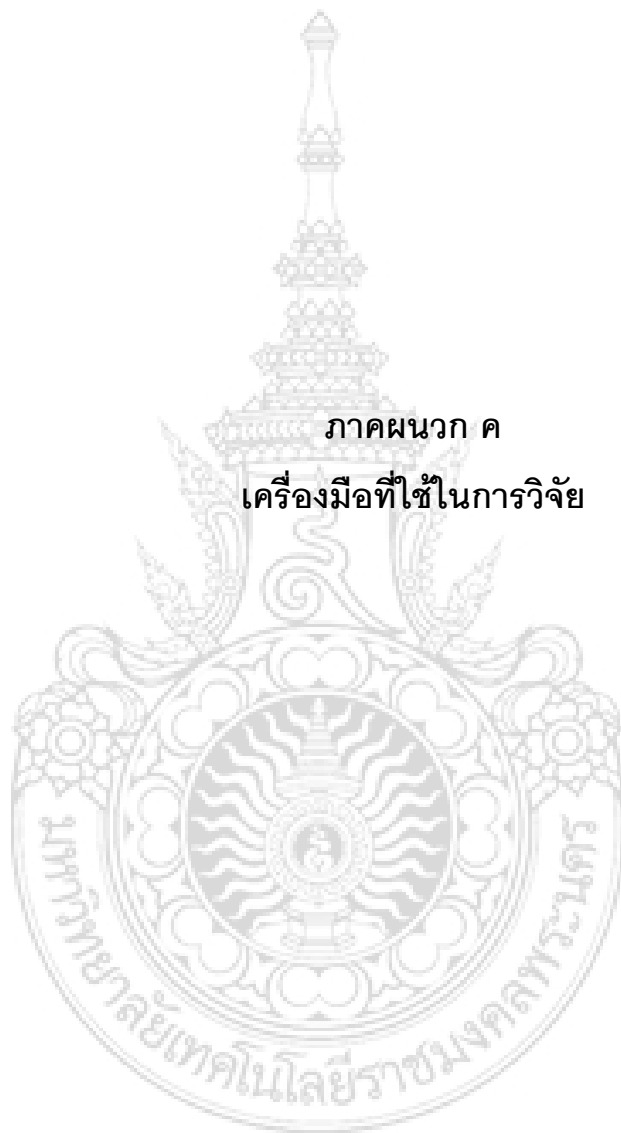 ภาคผนวก ค
เครื่องมือที่ใช้ในการวิจัย
มหาวิทยาลัยเทคโนโลยีราชมงคลพระนคร